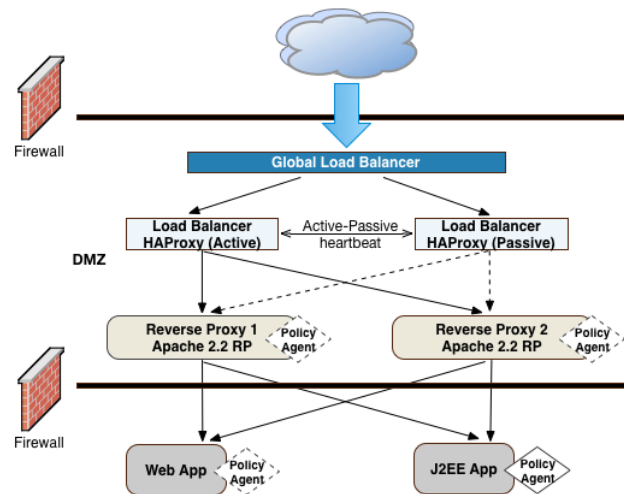 Firewall
Global Load Balancer
Load Balancer
HAProxy (Active)
Active-Passive
heartbeat
Load Balancer
HAProxy (Passive)
DMZ
Reverse Proxy 1
Apache 2.2 RP
Policy
Agent
Reverse Proxy 2
Apache 2.2 RP
Policy
Agent
Firewall
Web App
Policy
Agent
J2EE App
Policy
Agent